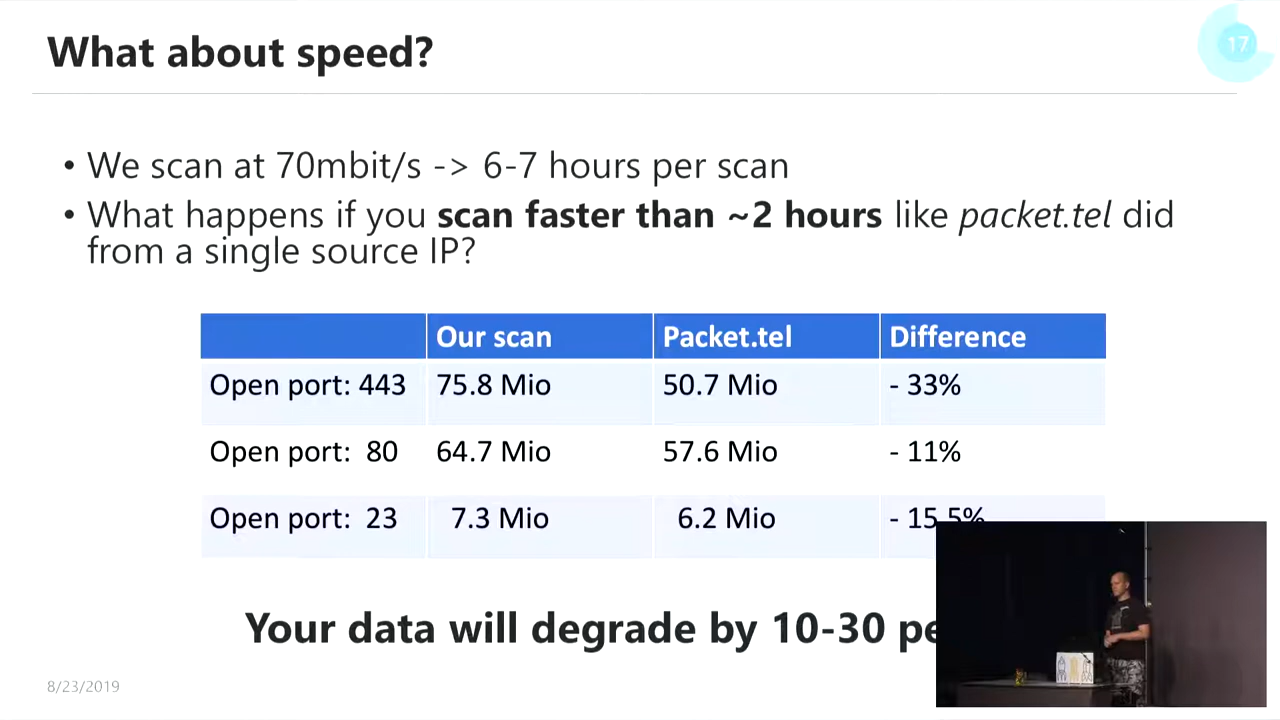 What about speed?
17
• We scan at 70mbit/s -> 6-7 hours per scan
• What happens if you scan faster than ~2 hours like packet.tel did
from a single source IP?
Our scan Packet.tel Difference
Open port: 443 75.8 Mio 50.7 Mio - 33%
Open port: 80 64.7 Mio 57.6 Mio - 11%
Open port: 23 7.3 Mio 6.2 Mio - 15.5%
Your data will degrade by 10-30
8/23/2019